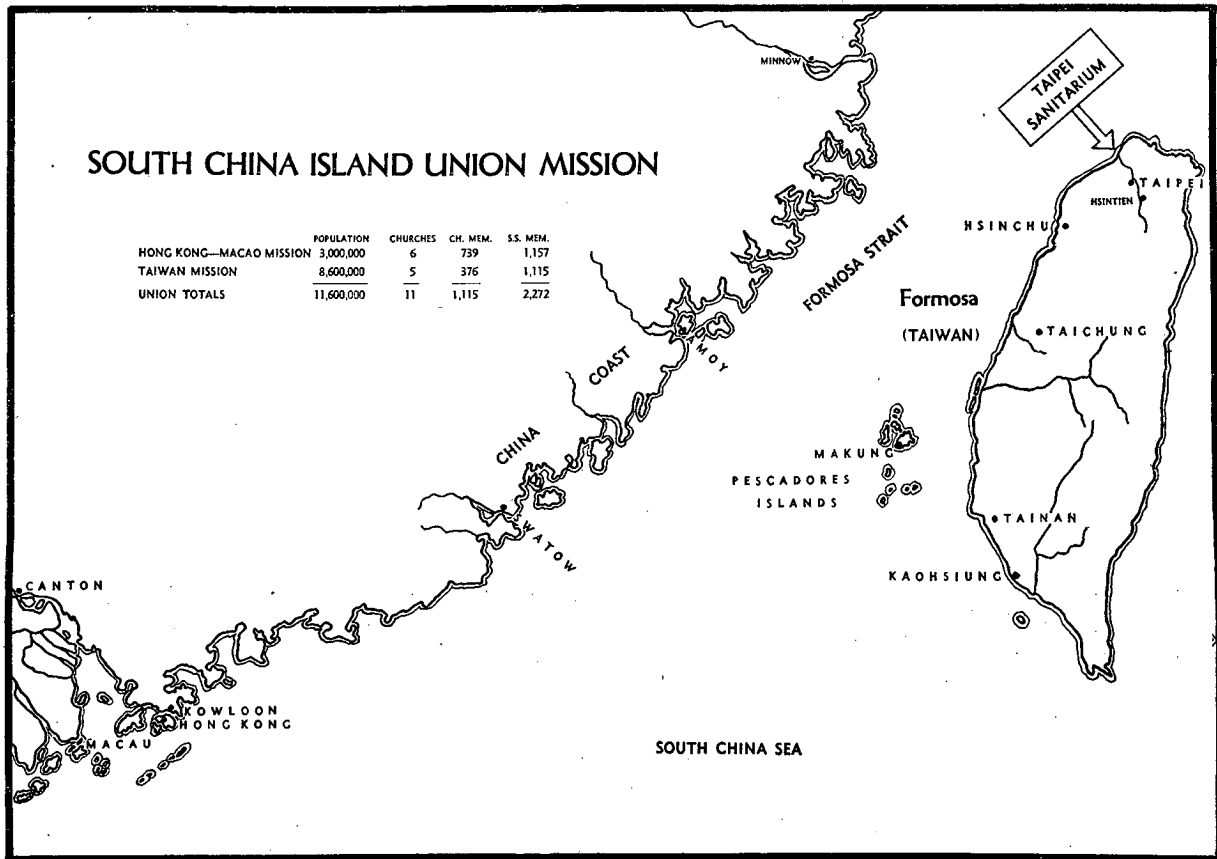 MINNOW
TAIPEI
SANITARIUM
SOUTH CHINA ISLAND UNION MISSION
TAIPEI
HSINTIEN
HSINCHU
FORMOSA STRAIT
POPULATION CHURCHES CH. MEM. S.S. MEM.
HONG KONG—MACAO MISSION 3,000,000 6 739 1,157
TAIWAN MISSION 8,600,000 5 376 1,115
UNION TOTALS 11,600,000 11 1,115 2,272
Formosa
(TAIWAN)
TAICHUNG
AMOY
CHINA COAST
MAKUNG
PESCADORES
ISLANDS
WATOW
TAINAN
KAOHSIUNG
CANTON
KOWLOON
HONG KONG
MACAU
SOUTH CHINA SEA